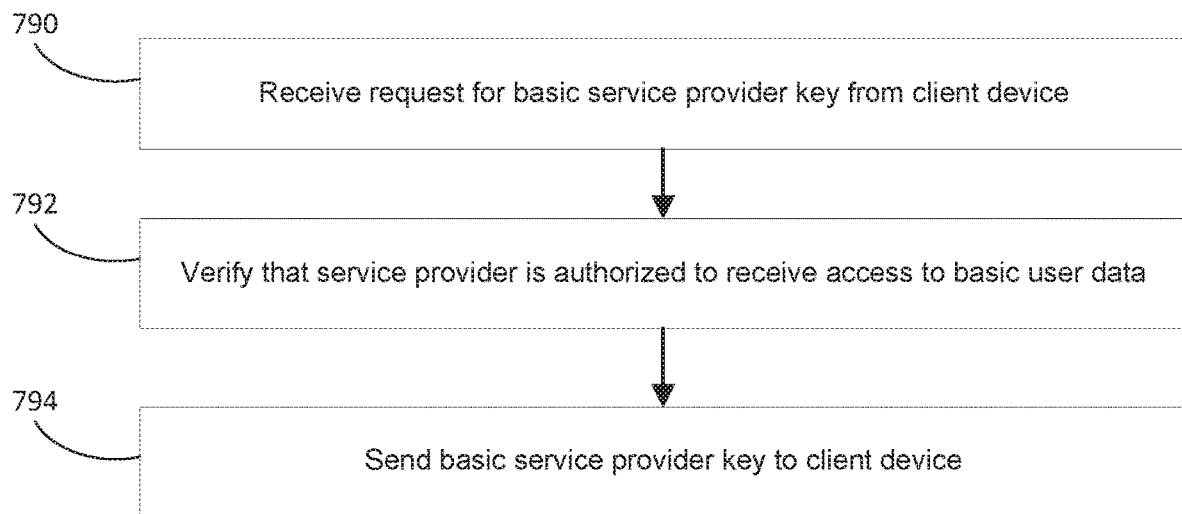 790
Receive request for basic service provider key from client device
792
Verify that service provider is authorized to receive access to basic user data
794
Send basic service provider key to client device